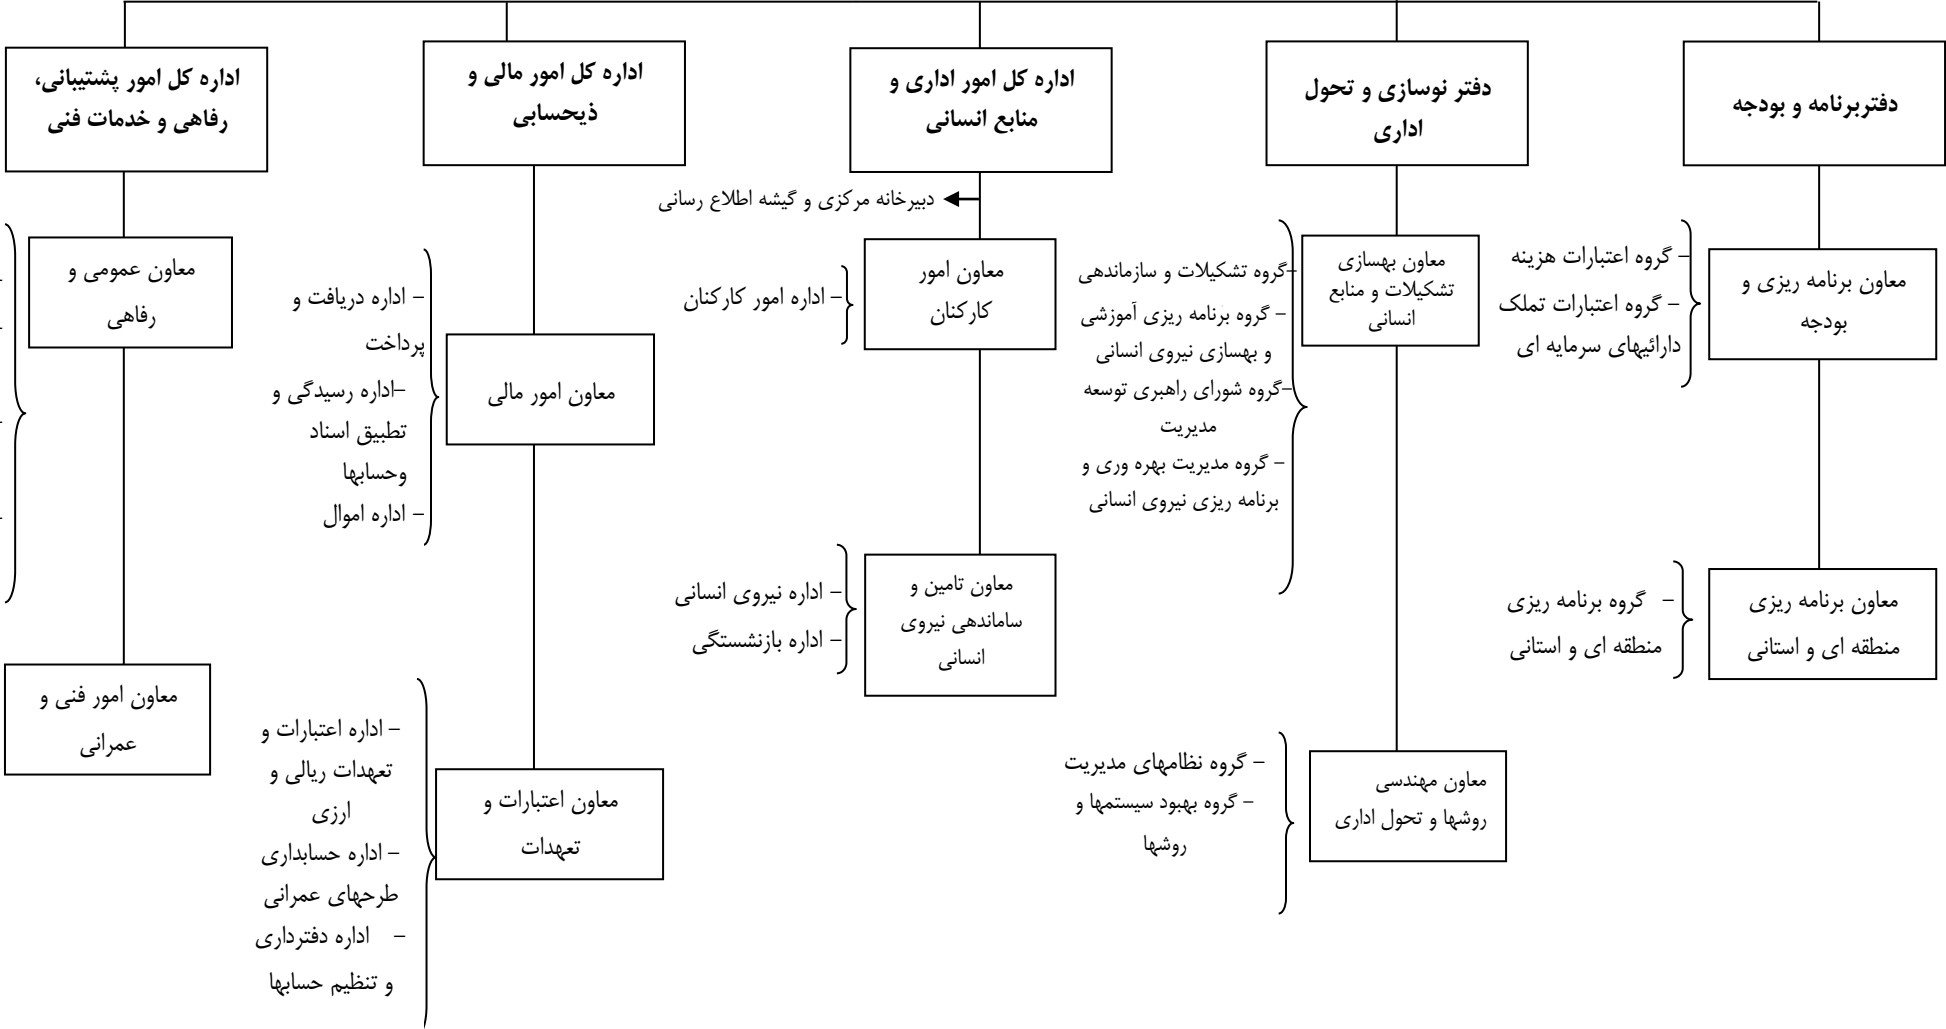 دفتربرنامه و بودجه
دفتر نوسازی و تحول
اداری
اداره کل امور اداری و
منابع انسانی
اداره کل امور مالی و
ذیحسابی
اداره کل امور پشتیبانی،
رفاهی و خدمات فنی
معاون برنامه ریزی و
بودجه
– گروه اعتبارات هزینه
– گروه اعتبارات تملک
دارائیهای سرمایه ای
معاون برنامه ریزی
منطقه ای و استانی
– گروه برنامه ریزی
منطقه ای و استانی
معاون بهسازی
تشکیلات و منابع
انسانی
–گروه تشکیلات و سازماندهی
– گروه برنامه ریزی آموزشی
و بهسازی نیروی انسانی
–گروه شورای راهبری توسعه
مدیریت
– گروه مدیریت بهره وری و
برنامه ریزی نیروی انسانی
معاون مهندسی
روشها و تحول اداری
– گروه نظامهای مدیریت
– گروه بهبود سیستمها و
روشها
دبیرخانه مرکزی و گیشه اطلاع رسانی
معاون امور
کارکنان
– اداره امور کارکنان
معاون تامین و
ساماندهی نیروی
انسانی
– اداره نیروی انسانی
– اداره بازنشستگی
معاون امور مالی
– اداره دریافت و
پرداخت
–اداره رسیدگی و
تطبیق اسناد
وحسابها
– اداره اموال
معاون اعتبارات و
تعهدات
– اداره اعتبارات و
تعهدات ریالی و
ارزی
– اداره حسابداری
طرحهای عمرانی
– اداره دفترداری
و تنظیم حسابها
معاون عمومی و
رفاهی
معاون امور فنی و
عمرانی